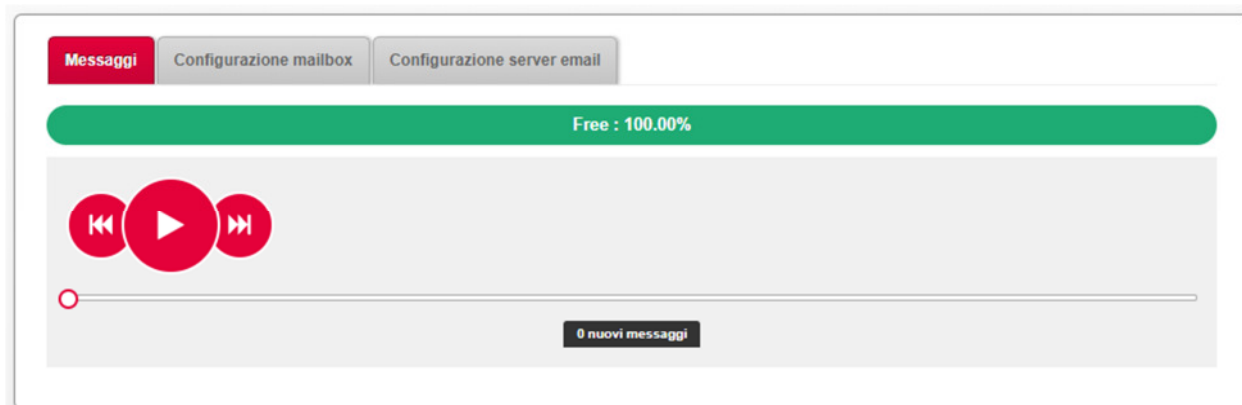 Messaggi Configurazione mailbox Configurazione server email
Free : 100.00%
0 nuovi messaggi